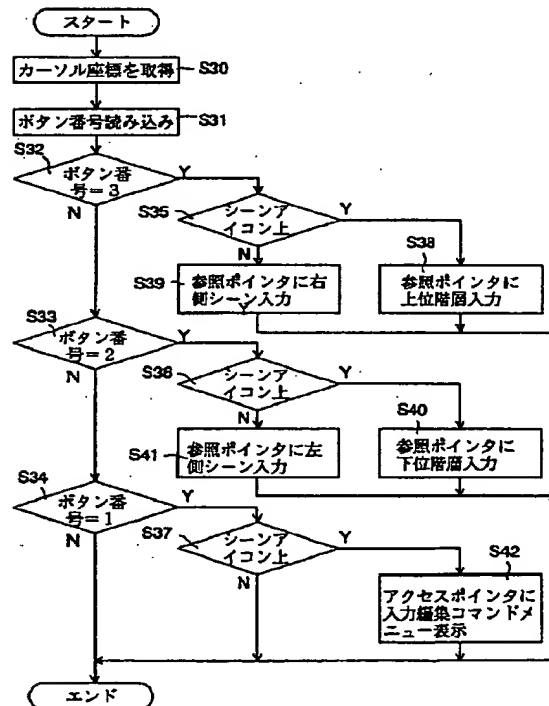 スタート
カーソル座標を取得
S30
ボタン番号読み込み
S31
S32
ボタン番
号=3
Y
N
S35
シーンア
イコン上
Y
N
S39
参照ポインタに右
側シーン入力
S38
参照ポインタに
上位階層入力
S33
ボタン番
号=2
Y
N
S36
シーンア
イコン上
Y
N
S41
参照ポインタに左
側シーン入力
S40
参照ポインタに
下位階層入力
S34
ボタン番
号=1
Y
N
S37
シーンア
イコン上
Y
N
S42
アクセスポインタに
入力編集コマンドメ
ニュー表示
エンド